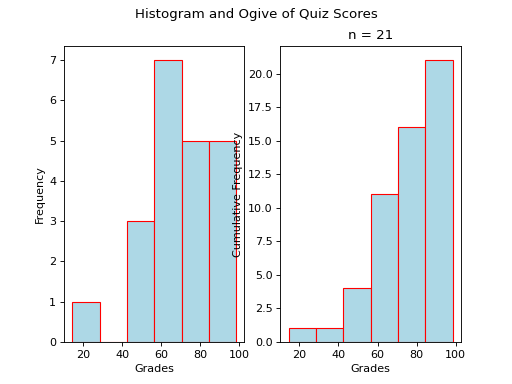 Histogram and Ogive of Quiz Scores
n = 21
7
6
5
4
3
2
1
0
Frequency
20 40 60 80 100
Grades
20.0
17.5
15.0
12.5
10.0
7.5
5.0
2.5
0.0
Cumulative Frequency
20 40 60 80 100
Grades